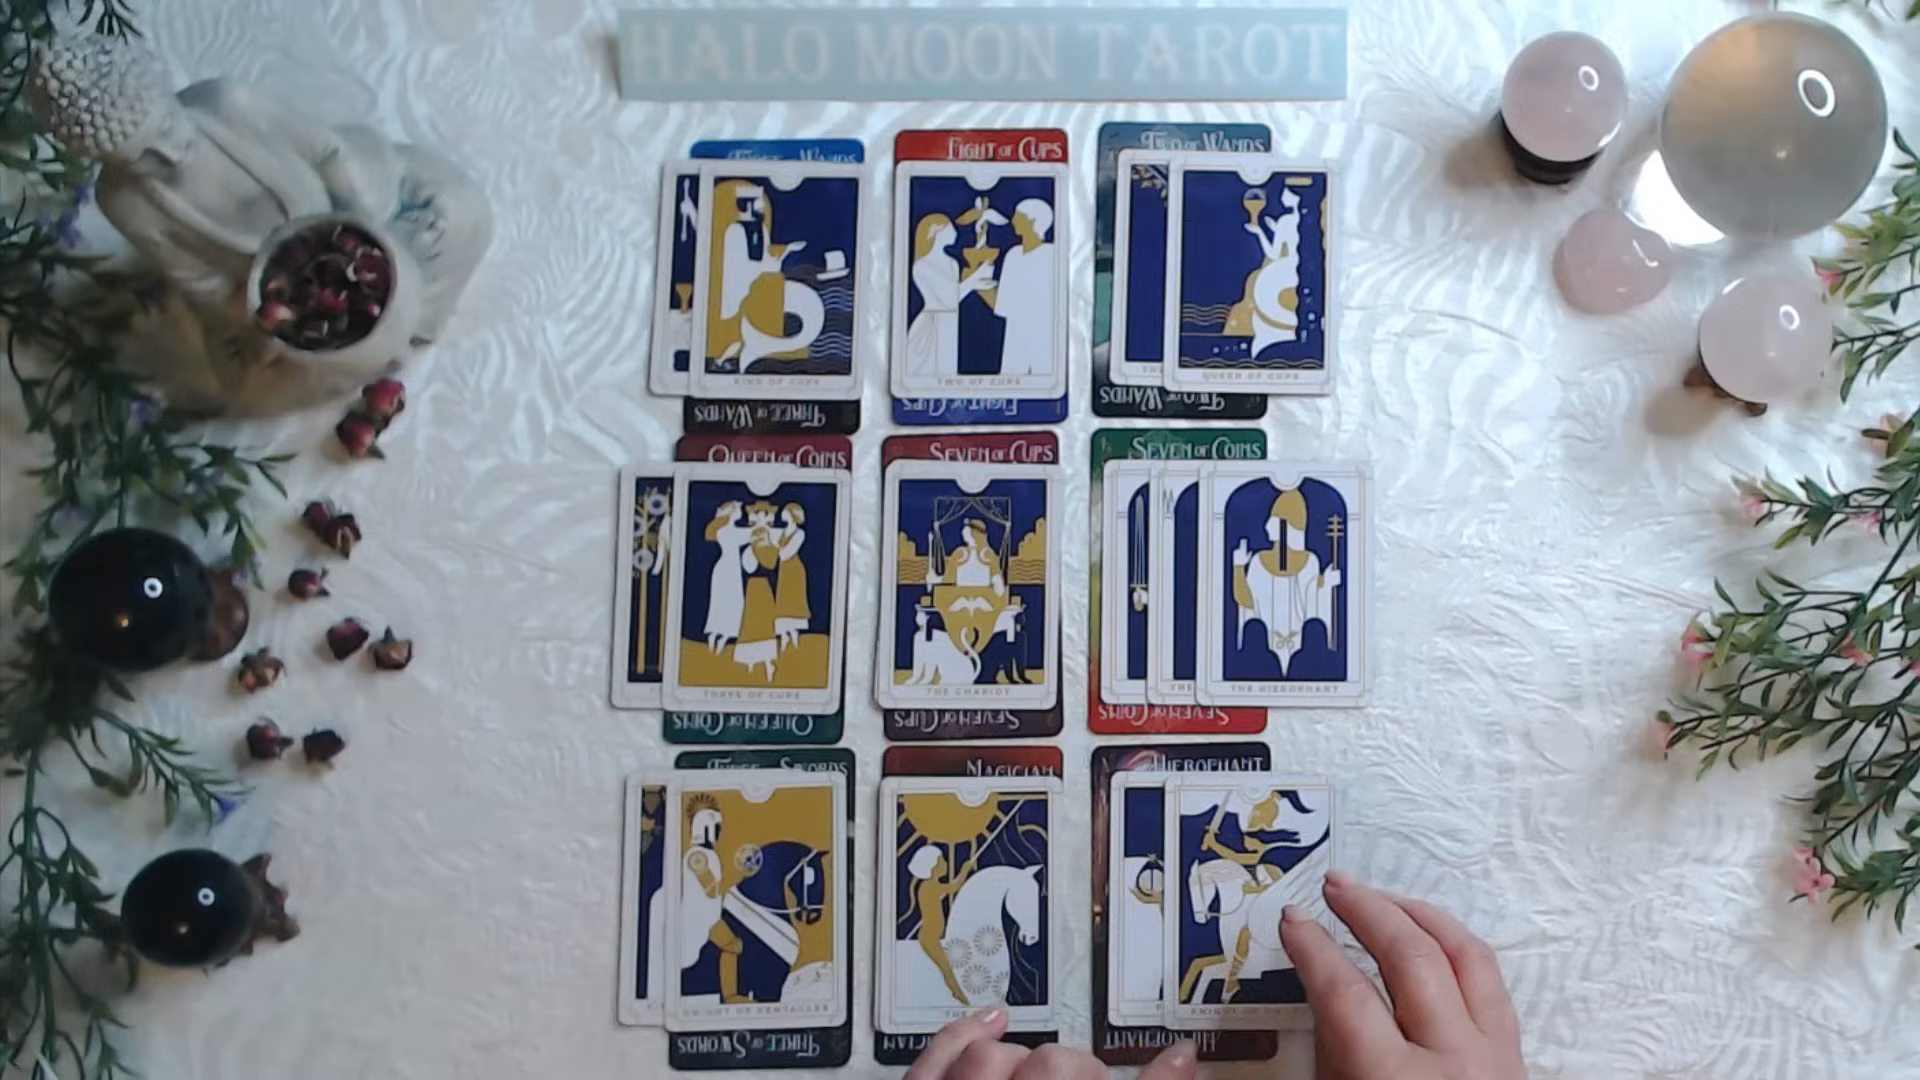 HALO MOON TAROT
EIGHT OF CUPS
TWO OF WANDS
KING OF CUPS
TWO OF CUPS
QUEEN OF CUPS
THREE OF WANDS
EIGHT OF CUPS
TWO OF WANDS
QUEEN OF COINS
SEVEN OF CUPS
SEVEN OF COINS
THREE OF CUPS
THE CHARIOT
THE HIEROPHANT
QUEEN OF COINS
SEVEN OF CUPS
SEVEN OF COINS
THREE OF SWORDS
MAGICIAN
HIEROPHANT
KNIGHT OF PENTACLES
THE
KNIGHT OF
THREE OF SWORDS
ICIAN
HIEROPHANT